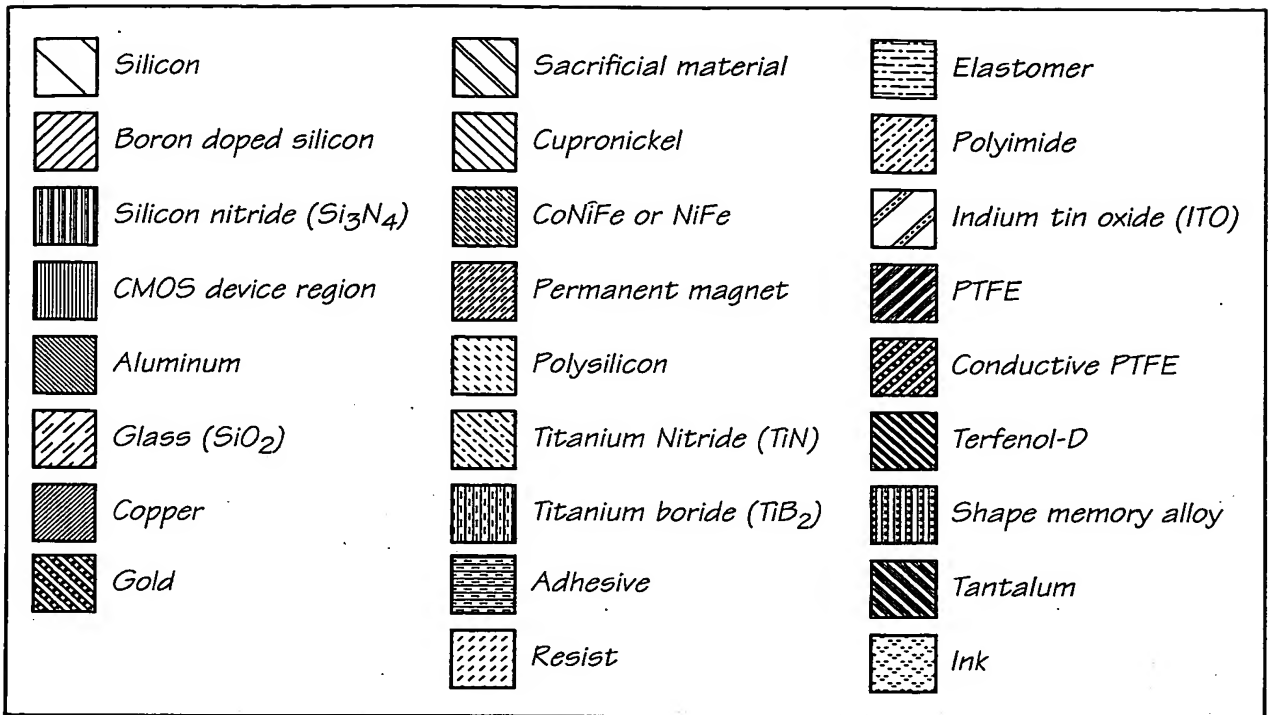 Silicon
Boron doped silicon
Silicon nitride (Si₃N₄)
CMOS device region
Aluminum
Glass (SiO₂)
Copper
Gold
Sacrificial material
Cupronickel
CoNiFe or NiFe
Permanent magnet
Polysilicon
Titanium Nitride (TiN)
Titanium boride (TiB₂)
Adhesive
Resist
Elastomer
Polyimide
Indium tin oxide (ITO)
PTFE
Conductive PTFE
Terfenol-D
Shape memory alloy
Tantalum
Ink